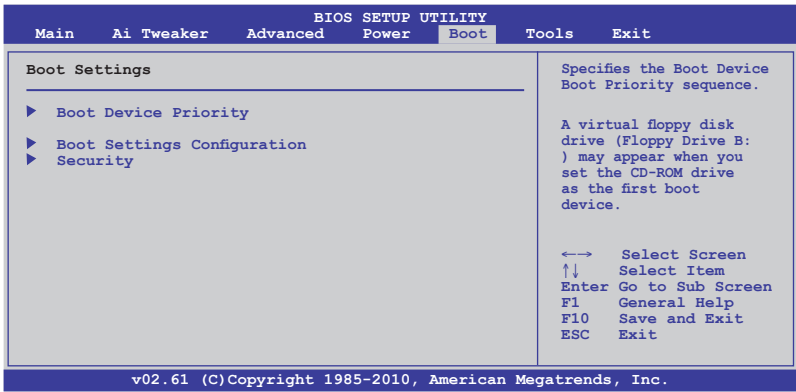 BIOS SETUP UTILITY
Main Ai Tweaker Advanced Power Boot Tools Exit
Boot Settings
Boot Device Priority
Boot Settings Configuration
Security
Specifies the Boot Device
Boot Priority sequence.
A virtual floppy disk
drive (Floppy Drive B:
) may appear when you
set the CD-ROM drive
as the first boot
device.
←→ Select Screen
↑↓ Select Item
Enter Go to Sub Screen
F1 General Help
F10 Save and Exit
ESC Exit
v02.61 (C)Copyright 1985-2010, American Megatrends, Inc.